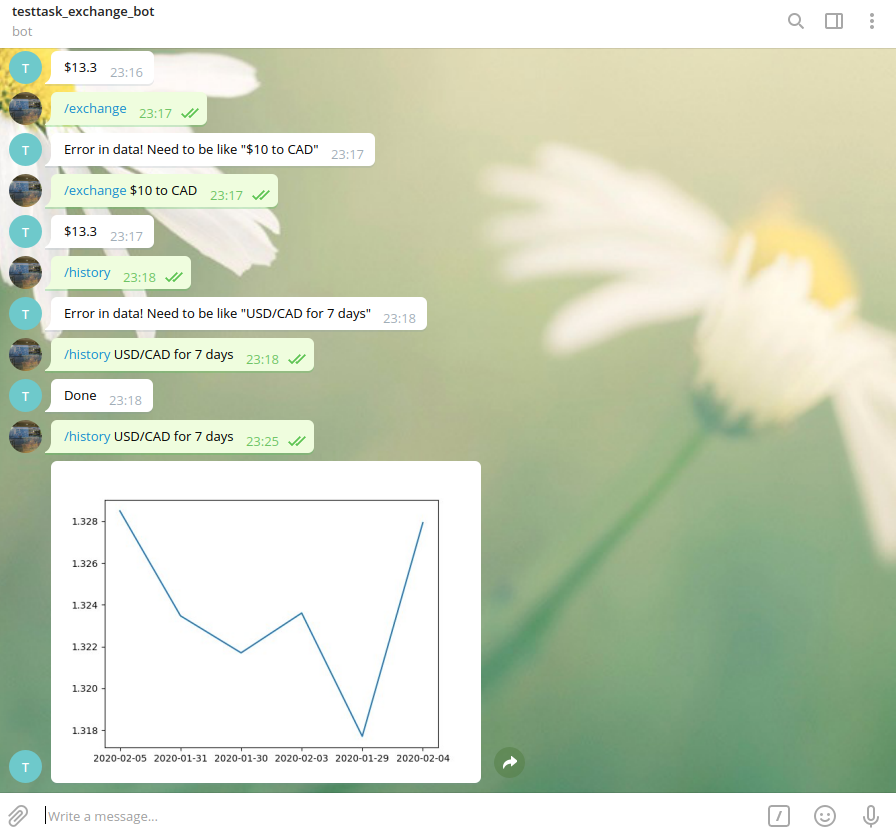 testtask_exchange_bot
bot
T
$13.3 23:16
/exchange 23:17
T
Error in data! Need to be like "$10 to CAD" 23:17
/exchange $10 to CAD 23:17
T
$13.3 23:17
/history 23:18
T
Error in data! Need to be like "USD/CAD for 7 days" 23:18
/history USD/CAD for 7 days 23:18
T
Done 23:18
/history USD/CAD for 7 days 23:25
1.328
1.326
1.324
1.322
1.320
1.318
2020-02-05 2020-01-31 2020-01-30 2020-02-03 2020-01-29 2020-02-04
T
Write a message...
/